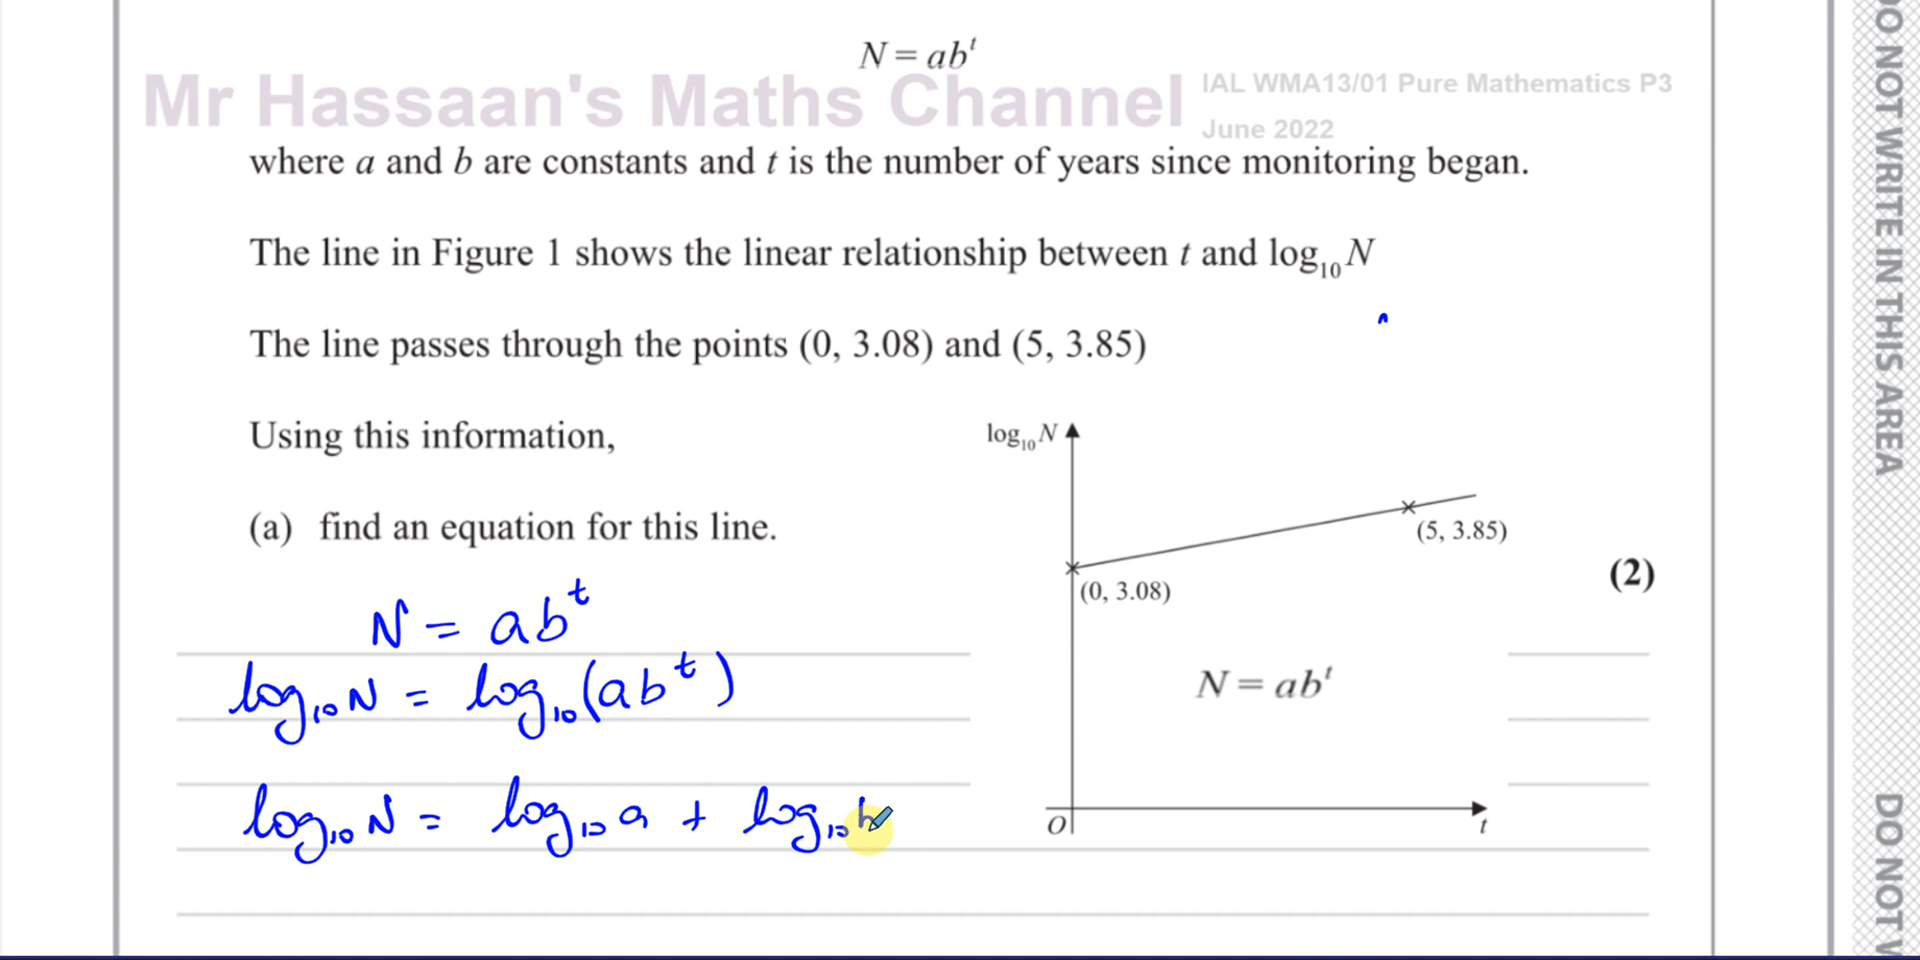 N = ab^t
Mr Hassaan's Maths Channel
IAL WMA13/01 Pure Mathematics P3
June 2022
where a and b are constants and t is the number of years since monitoring began.
The line in Figure 1 shows the linear relationship between t and log₁₀ N
The line passes through the points (0, 3.08) and (5, 3.85)
Using this information,
(a) find an equation for this line.
(2)
log₁₀ N
(5, 3.85)
(0, 3.08)
N = ab^t
O
t
N = ab^t
log₁₀ N = log₁₀ (ab^t)
log₁₀ N = log₁₀ a + log₁₀ b
DO NOT WRITE IN THIS AREA
DO NOT W